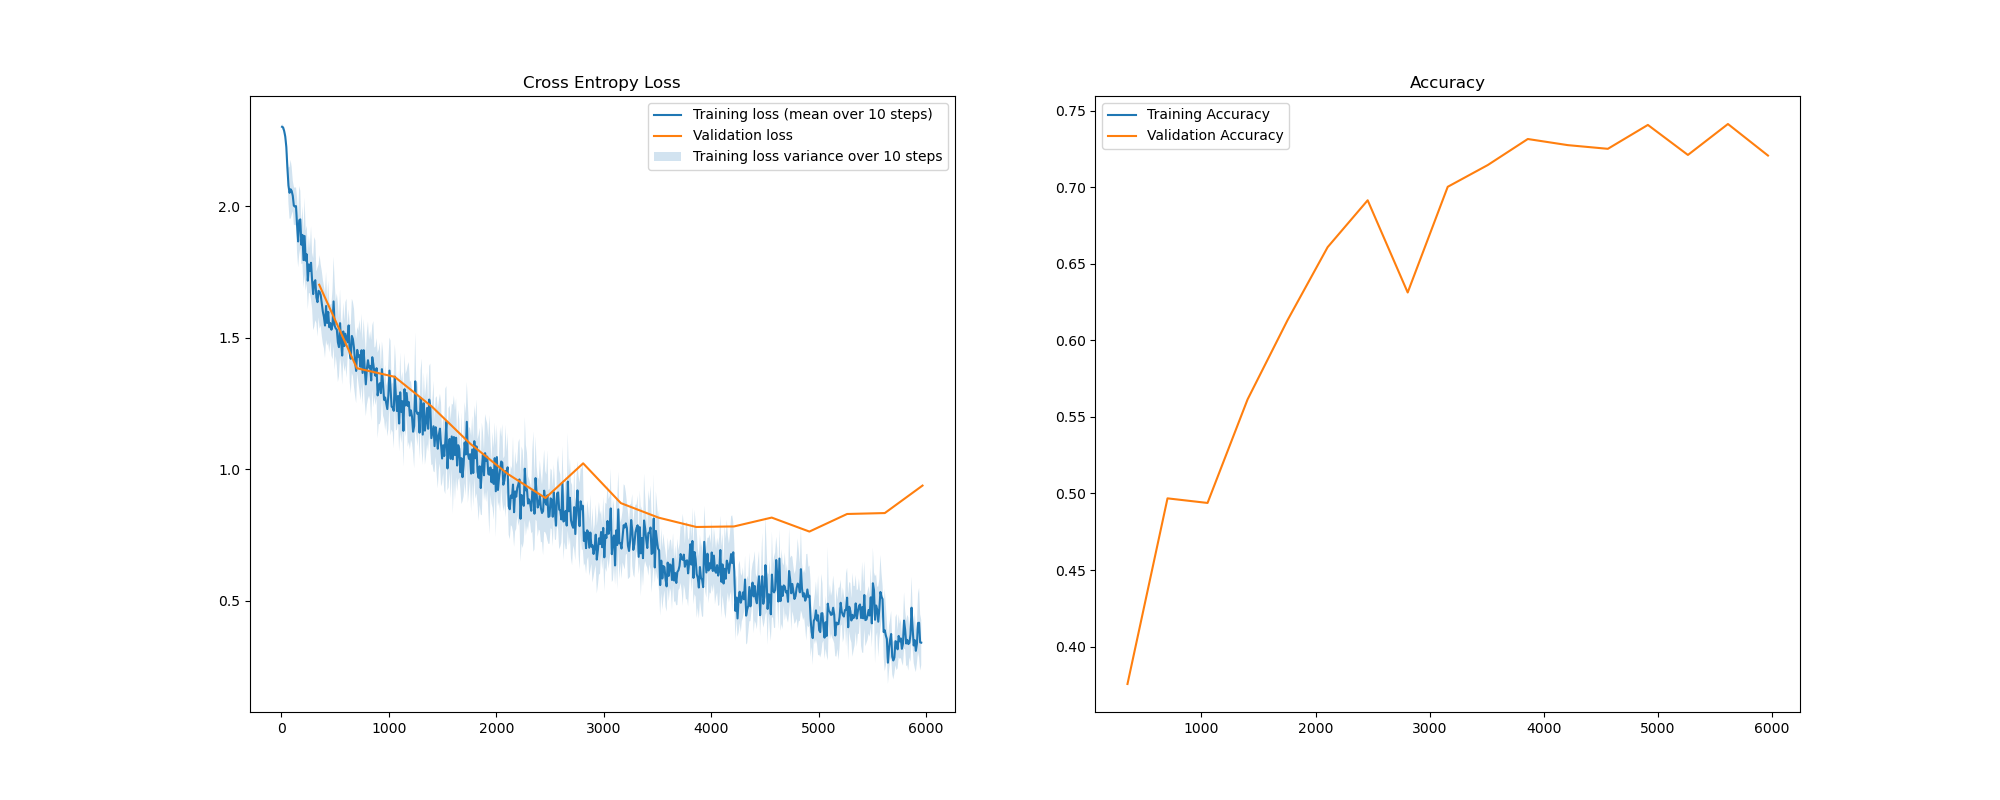 Cross Entropy Loss
Training loss (mean over 10 steps)
Validation loss
Training loss variance over 10 steps
2.0
1.5
1.0
0.5
0 1000 2000 3000 4000 5000 6000
Accuracy
Training Accuracy
Validation Accuracy
0.75
0.70
0.65
0.60
0.55
0.50
0.45
0.40
1000 2000 3000 4000 5000 6000